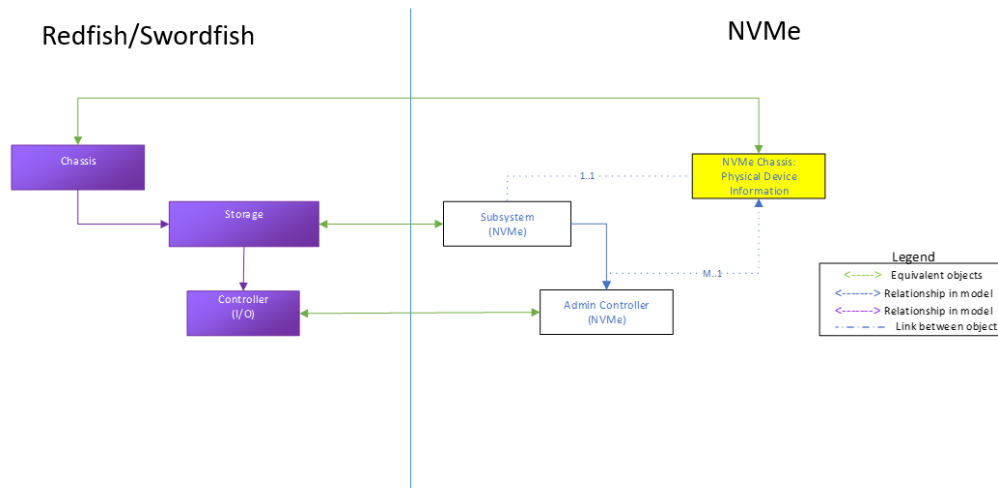 Redfish/Swordfish
NVMe
Chassis
NVMe Chassis:
Physical Device
Information
1..1
Storage
Subsystem
(NVMe)
M..1
Controller
(I/O)
Admin Controller
(NVMe)
Legend
Equivalent objects
Relationship in model
Relationship in model
Link between object